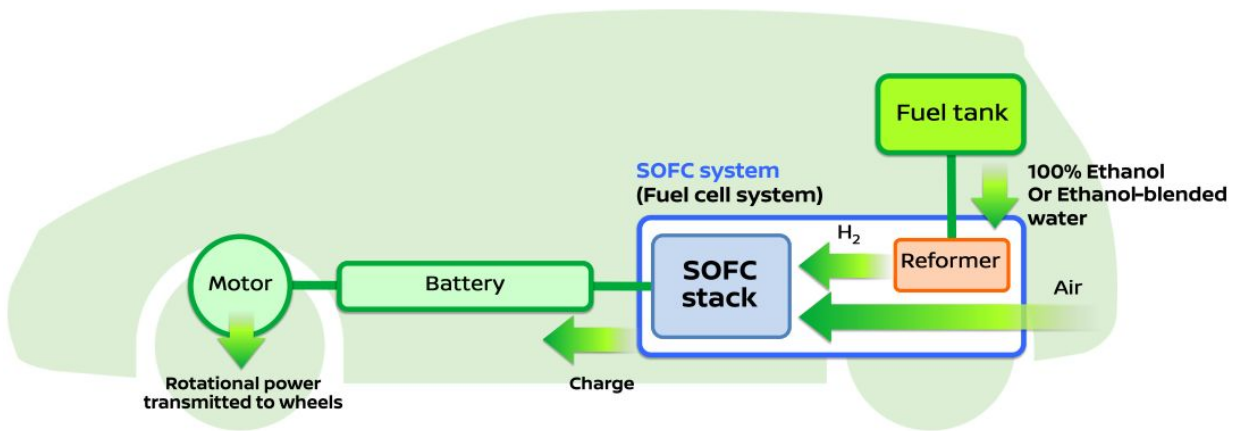 Fuel tank
SOFC system
(Fuel cell system)
100% Ethanol
Or Ethanol-blended
water
H₂
Reformer
SOFC
stack
Air
Battery
Motor
Charge
Rotational power
transmitted to wheels